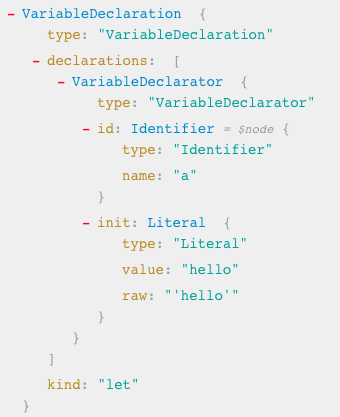 - VariableDeclaration {
type: "VariableDeclaration"
- declarations: [
- VariableDeclarator {
type: "VariableDeclarator"
- id: Identifier = $node {
type: "Identifier"
name: "a"
}
- init: Literal {
type: "Literal"
value: "hello"
raw: "'hello'"
}
}
]
kind: "let"
}